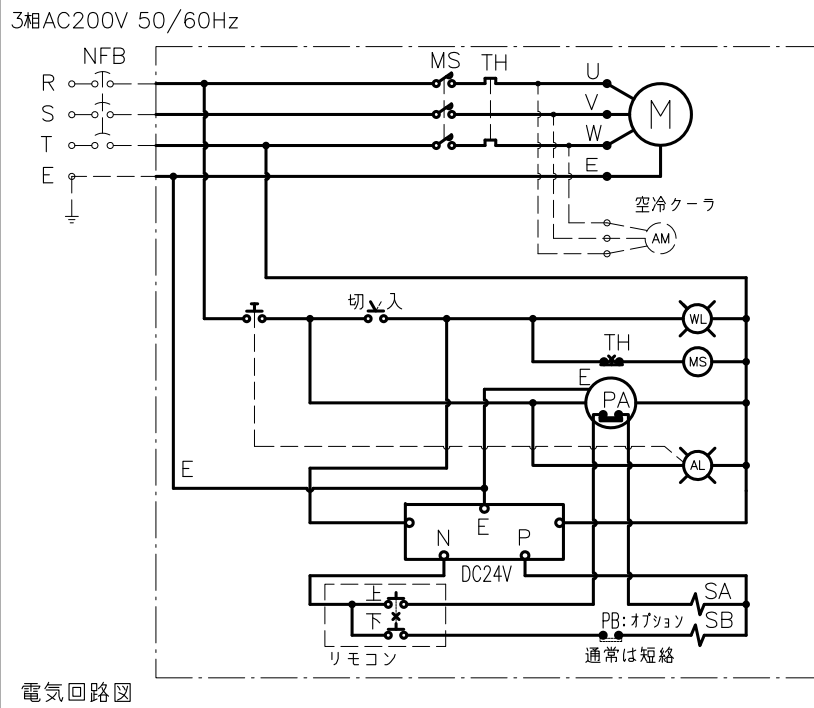 3相AC200V 50/60Hz
NFB
MS TH
R
U
S
V
M
T
W
E
E
空冷クーラ
AM
切 入
WL
TH
MS
E
PA
AL
E
E
N P
DC24V
上
SA
下
PB:オプション SB
リモコン
通常は短絡
電気回路図